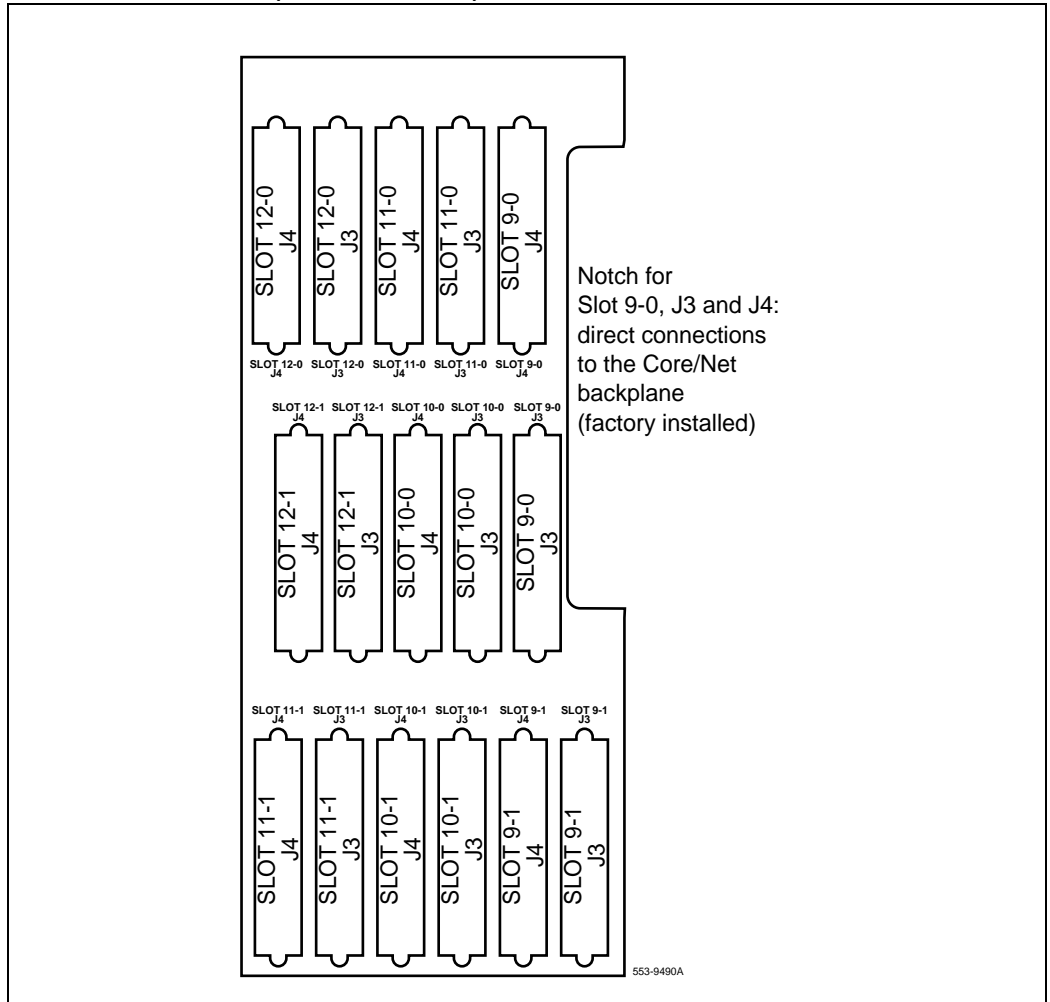 SLOT 12-0
J4
SLOT 12-0
J3
SLOT 11-0
J4
SLOT 11-0
J3
SLOT 9-0
J4
Notch for
Slot 9-0, J3 and J4:
direct connections
to the Core/Net
backplane
(factory installed)
SLOT 12-0 SLOT 12-0 SLOT 11-0 SLOT 11-0 SLOT 9-0
J4 J3 J4 J3 J4
SLOT 12-1 SLOT 12-1 SLOT 10-0 SLOT 10-0 SLOT 9-0
J4 J3 J4 J3 J3
SLOT 12-1
J4
SLOT 12-1
J3
SLOT 10-0
J4
SLOT 10-0
J3
SLOT 9-0
J3
SLOT 11-1 SLOT 11-1 SLOT 10-1 SLOT 10-1 SLOT 9-1 SLOT 9-1
J4 J3 J4 J3 J4 J3
SLOT 11-1
J4
SLOT 11-1
J3
SLOT 10-1
J4
SLOT 10-1
J3
SLOT 9-1
J4
SLOT 9-1
J3
553-9490A